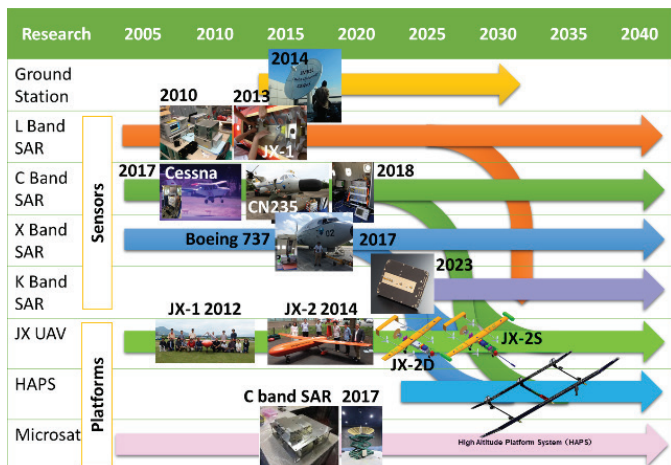 Research 2005 2010 2015 2020 2025 2030 2035 2040
Ground
Station
2014
L Band
SAR
2010
2013
JX-1
C Band
SAR
2017
Cessna
CN235
2018
X Band
SAR
Boeing 737
02
2017
K Band
SAR
2023
Sensors
JX UAV
JX-1 2012
JX-2 2014
JX-2D
JX-2S
HAPS
Microsat
C band SAR 2017
High Altitude Platform System (HAPS)
Platforms